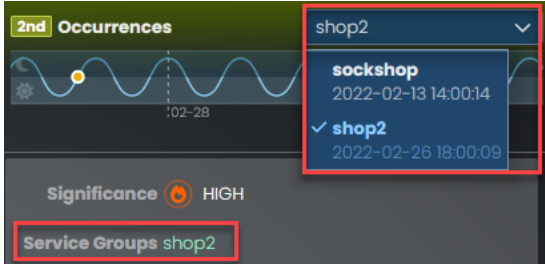 2nd Occurrences
shop2
sockshop
2022-02-13 14:00:14
shop2
2022-02-26 18:00:09
02-28
Significance HIGH
Service Groups shop2